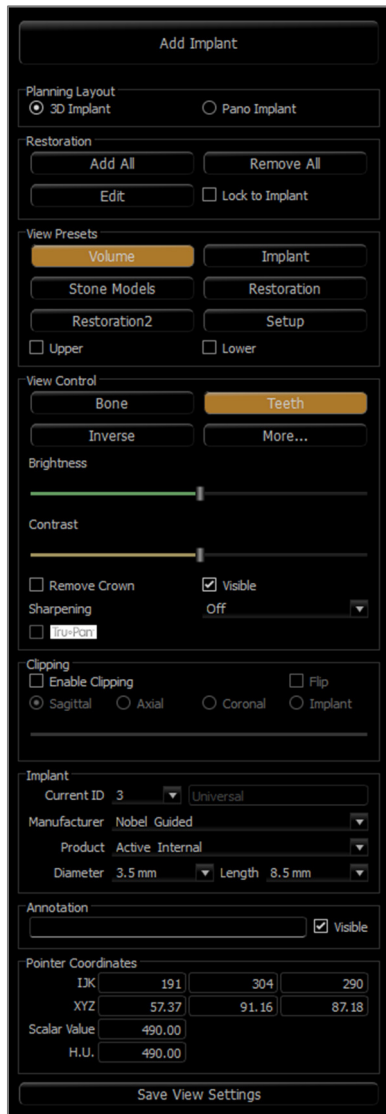 Add Implant
Planning Layout
3D Implant Pano Implant
Restoration
Add All Remove All
Edit Lock to Implant
View Presets
Volume Implant
Stone Models Restoration
Restoration2 Setup
Upper Lower
View Control
Bone Teeth
Inverse More...
Brightness
Contrast
Remove Crown Visible
Sharpening Off
Tru-Pan
Clipping
Enable Clipping Flip
Sagittal Axial Coronal Implant
Implant
Current ID 3 Universal
Manufacturer Nobel Guided
Product Active Internal
Diameter 3.5 mm Length 8.5 mm
Annotation
Visible
Pointer Coordinates
IJK 191 304 290
XYZ 57.37 91.16 87.18
Scalar Value 490.00
H.U. 490.00
Save View Settings